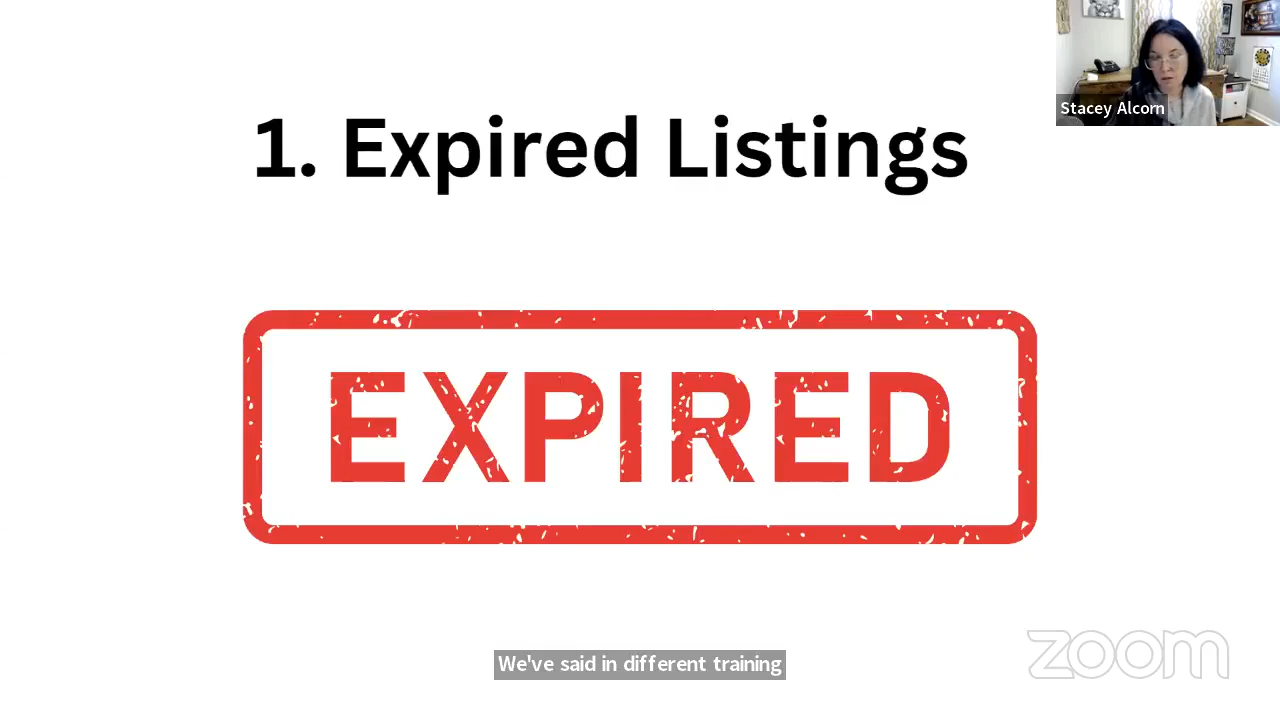 Stacey Alcorn
1. Expired Listings
EXPIRED
We've said in different training
zoom